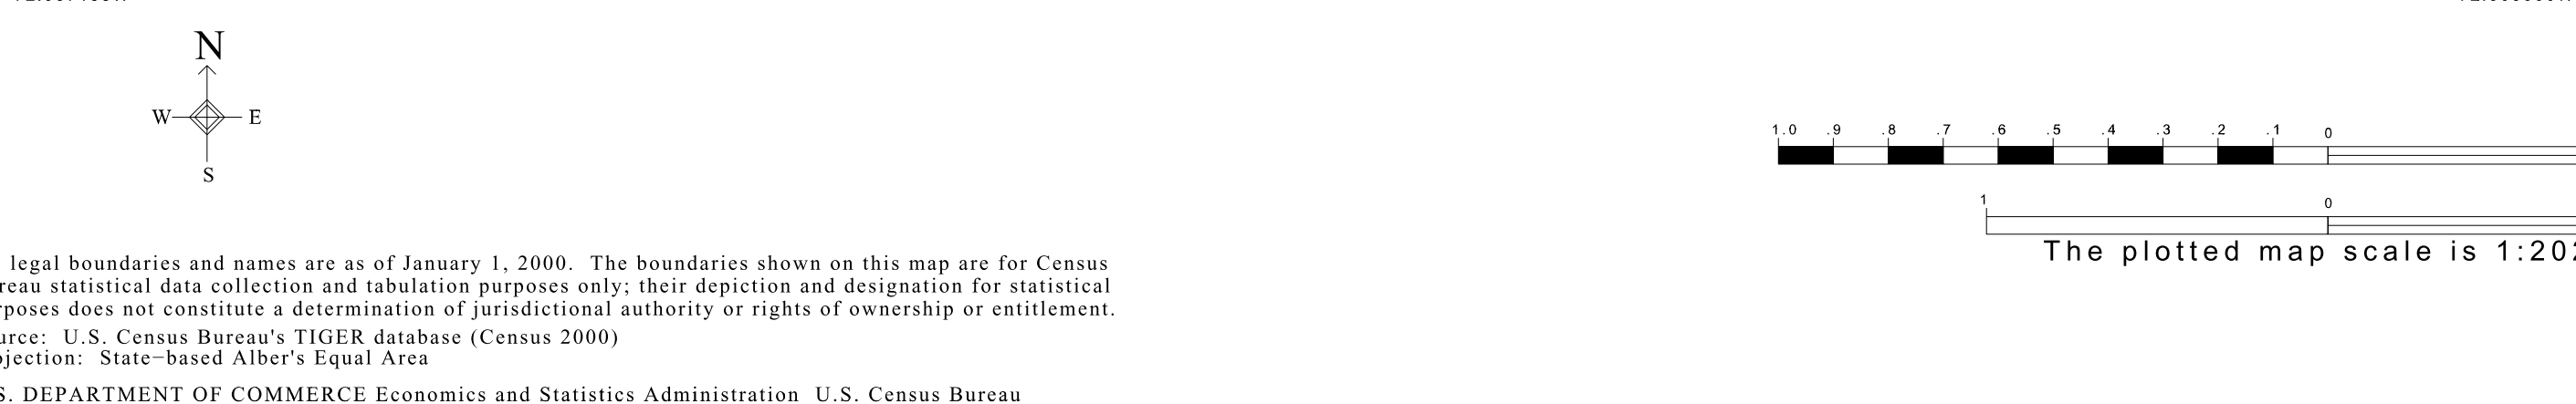 N
W E
S
1.0 .9 .8 .7 .6 .5 .4 .3 .2 .1 0
1 0
The plotted map scale is 1:202
legal boundaries and names are as of January 1, 2000.  The boundaries shown on this map are for Census
reau statistical data collection and tabulation purposes only; their depiction and designation for statistical
rposes does not constitute a determination of jurisdictional authority or rights of ownership or entitlement.
urce:  U.S. Census Bureau's TIGER database (Census 2000)
ojection:  State−based Alber's Equal Area
S. DEPARTMENT OF COMMERCE Economics and Statistics Administration  U.S. Census Bureau